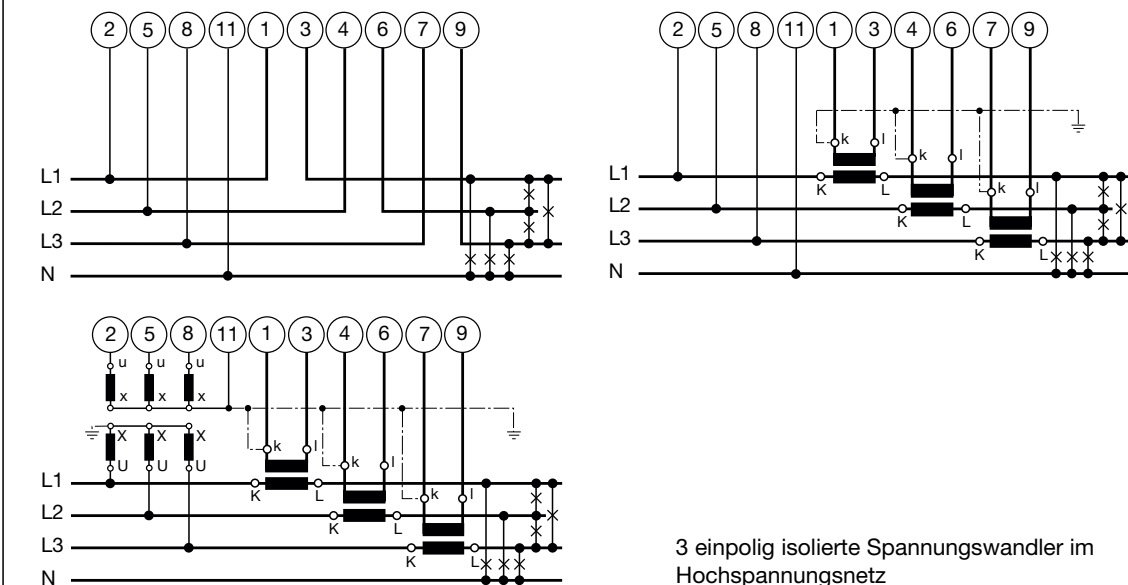 2 5 8 11 1 3 4 6 7 9
k l
k l
L1
K L
k l
L2
K L
L3
K L
N
2 5 8 11 1 3 4 6 7 9
L1
L2
L3
N
2 5 8 11 1 3 4 6 7 9
u u u
x x x
X X X
U U U
k l
k l
L1
K L
k l
L2
K L
L3
K L
N
3 einpolig isolierte Spannungswandler im
Hochspannungsnetz